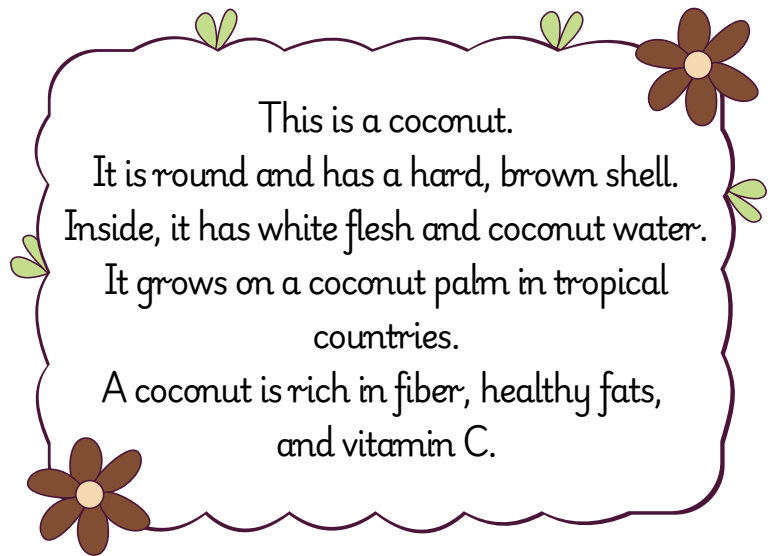 This is a coconut.
It is round and has a hard, brown shell.
Inside, it has white flesh and coconut water.
It grows on a coconut palm in tropical
countries.
A coconut is rich in fiber, healthy fats,
and vitamin C.